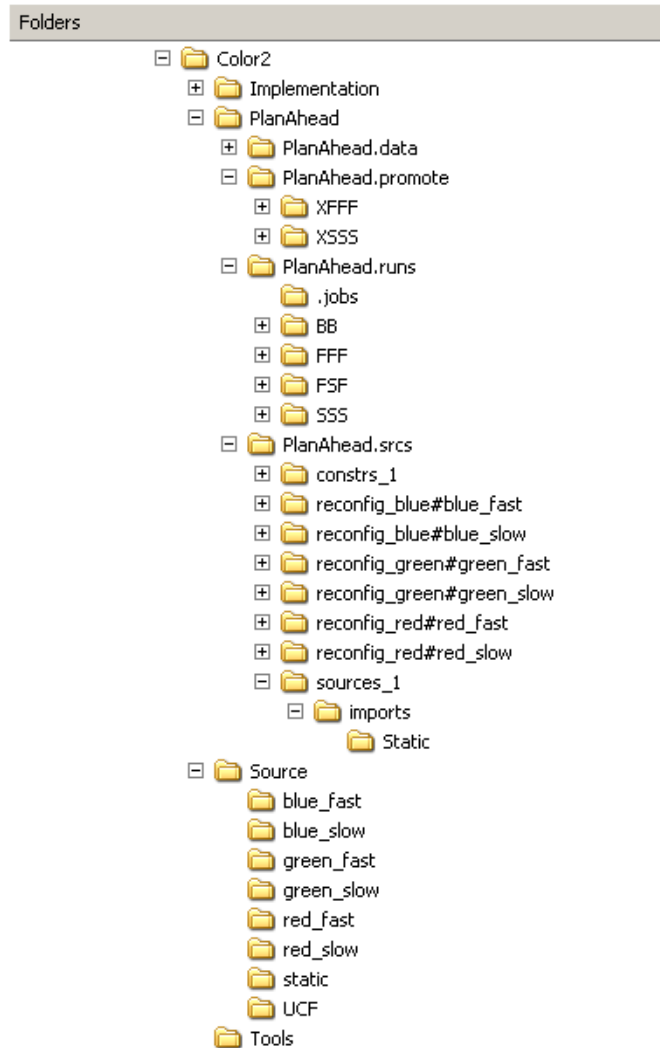 Folders
Color2
Implementation
PlanAhead
PlanAhead.data
PlanAhead.promote
XFFF
XSSS
PlanAhead.runs
.jobs
BB
FFF
FSF
SSS
PlanAhead.srcs
constrs_1
reconfig_blue#blue_fast
reconfig_blue#blue_slow
reconfig_green#green_fast
reconfig_green#green_slow
reconfig_red#red_fast
reconfig_red#red_slow
sources_1
imports
Static
Source
blue_fast
blue_slow
green_fast
green_slow
red_fast
red_slow
static
UCF
Tools